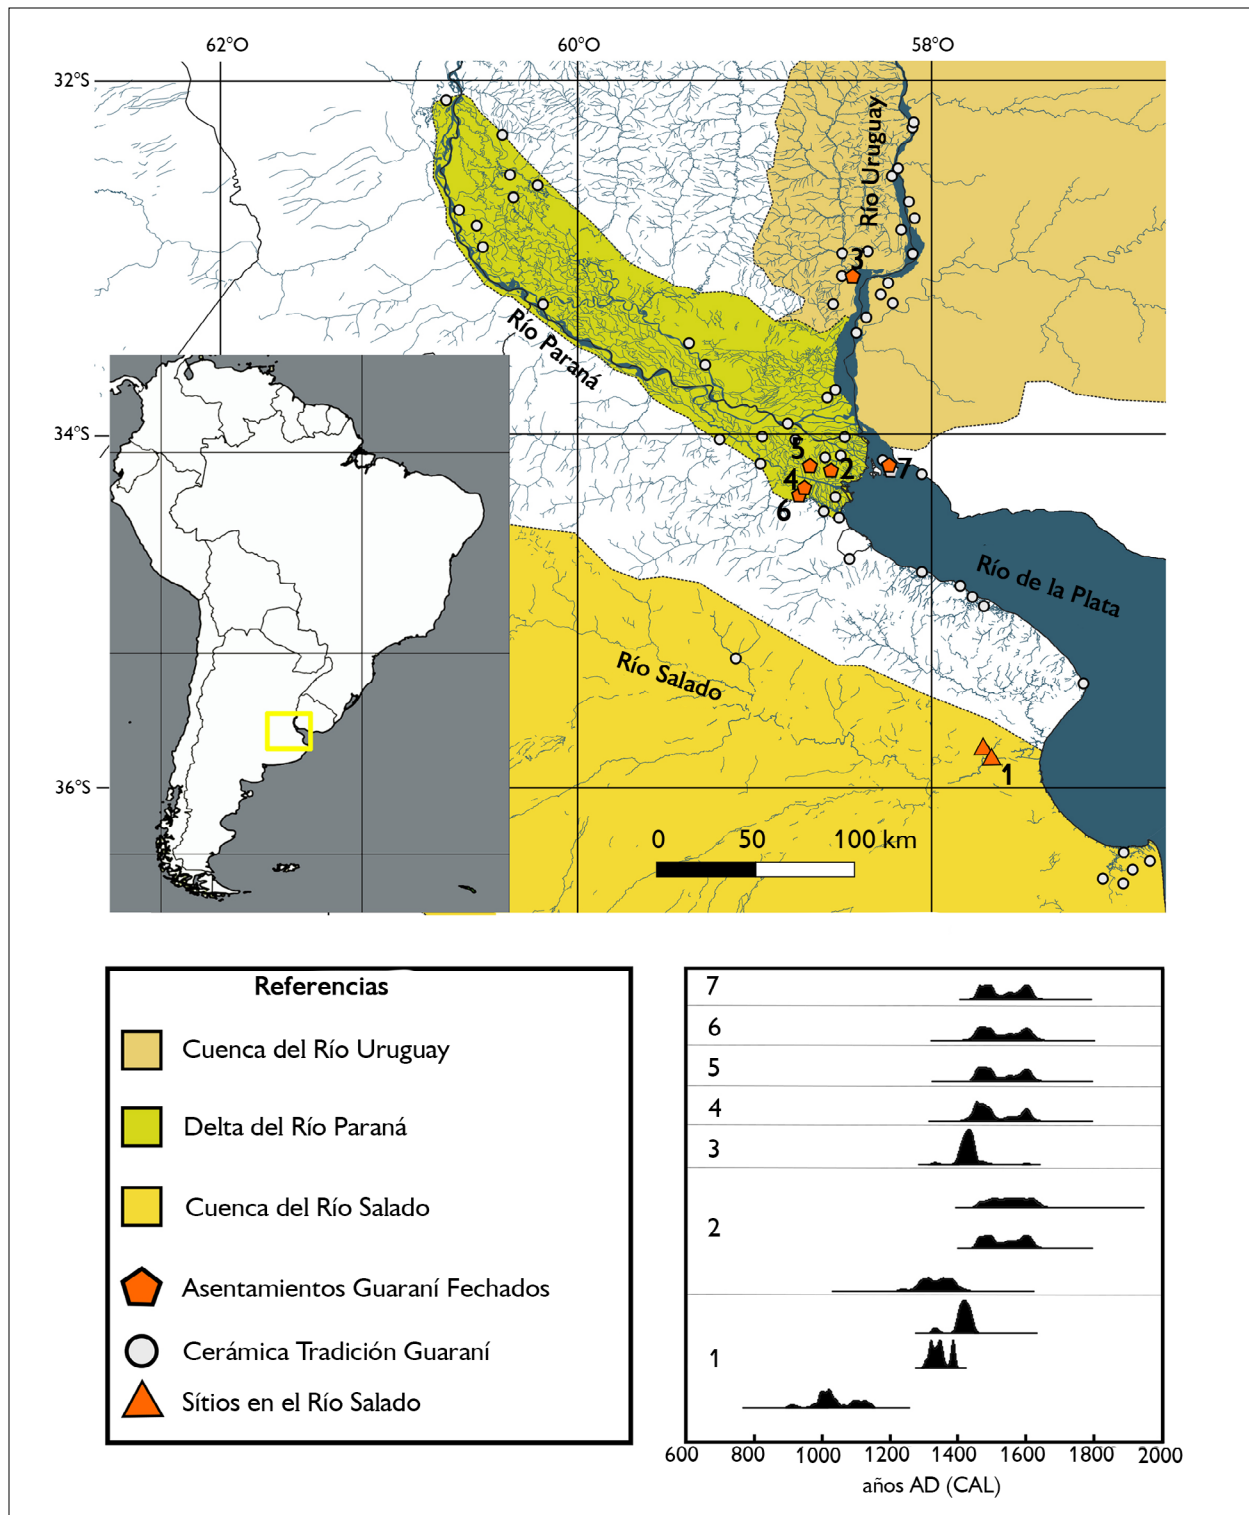 62°O
60°O
58°O
32°S
Río Uruguay
3
Río Paraná
34°S
5
2
7
4
6
Río de la Plata
Río Salado
1
36°S
0 50 100 km
Referencias
Cuenca del Río Uruguay
Delta del Río Paraná
Cuenca del Río Salado
Asentamientos Guaraní Fechados
Cerámica Tradición Guaraní
Sítios en el Río Salado
7
6
5
4
3
2
1
600 800 1000 1200 1400 1600 1800 2000
años AD (CAL)